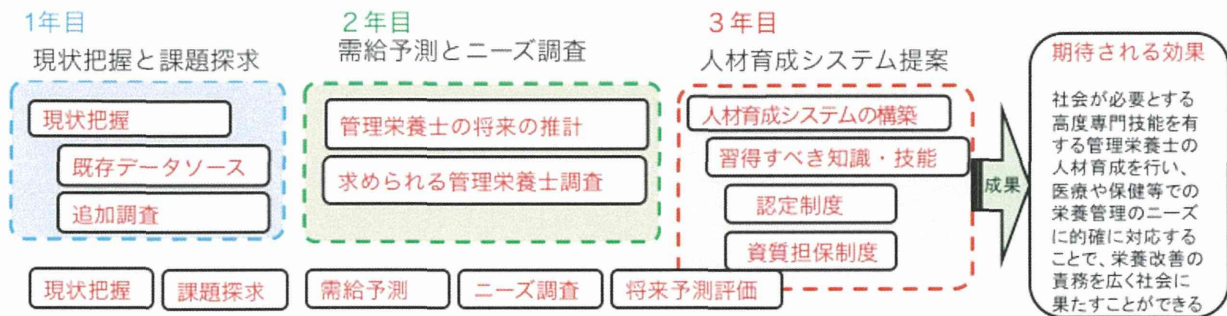 1年目
現状把握と課題探求
現状把握
既存データソース
追加調査
2年目
需給予測とニーズ調査
管理栄養士の将来の推計
求められる管理栄養士調査
3年目
人材育成システム提案
人材育成システムの構築
習得すべき知識・技能
認定制度
資質担保制度
現状把握
課題探求
需給予測
ニーズ調査
将来予測評価
成果
期待される効果
社会が必要とする
高度専門技能を有
する管理栄養士の
人材育成を行い、
医療や保健等での
栄養管理のニーズ
に的確に対応する
ことで、栄養改善の
責務を広く社会に
果たすことができる